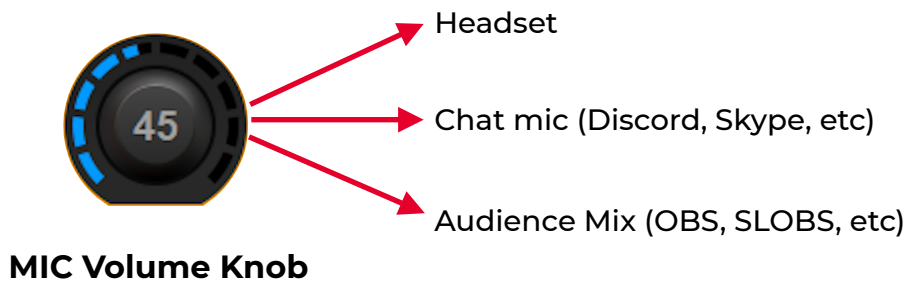 Headset
45
Chat mic (Discord, Skype, etc)
Audience Mix (OBS, SLOBS, etc)
MIC Volume Knob